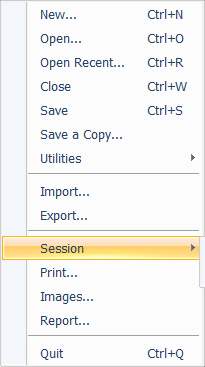 New... Ctrl+N
Open... Ctrl+O
Open Recent... Ctrl+R
Close Ctrl+W
Save Ctrl+S
Save a Copy...
Utilities
Import...
Export...
Session
Print...
Images...
Report...
Quit Ctrl+Q